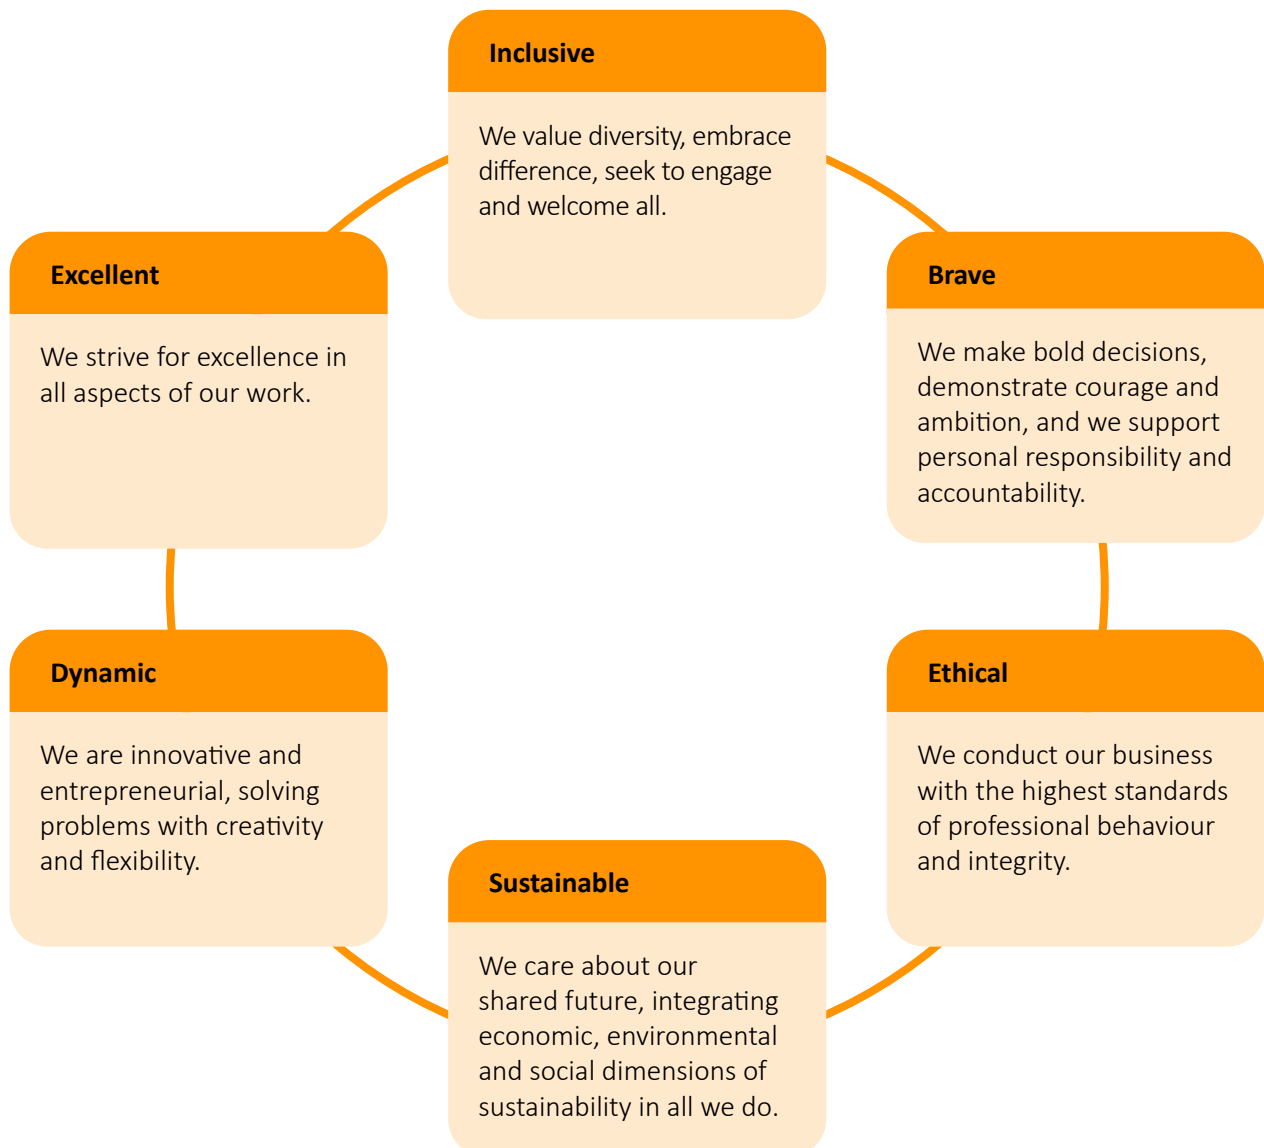 Inclusive
We value diversity, embrace
difference, seek to engage
and welcome all.
Brave
We make bold decisions,
demonstrate courage and
ambition, and we support
personal responsibility and
accountability.
Ethical
We conduct our business
with the highest standards
of professional behaviour
and integrity.
Sustainable
We care about our
shared future, integrating
economic, environmental
and social dimensions of
sustainability in all we do.
Dynamic
We are innovative and
entrepreneurial, solving
problems with creativity
and flexibility.
Excellent
We strive for excellence in
all aspects of our work.